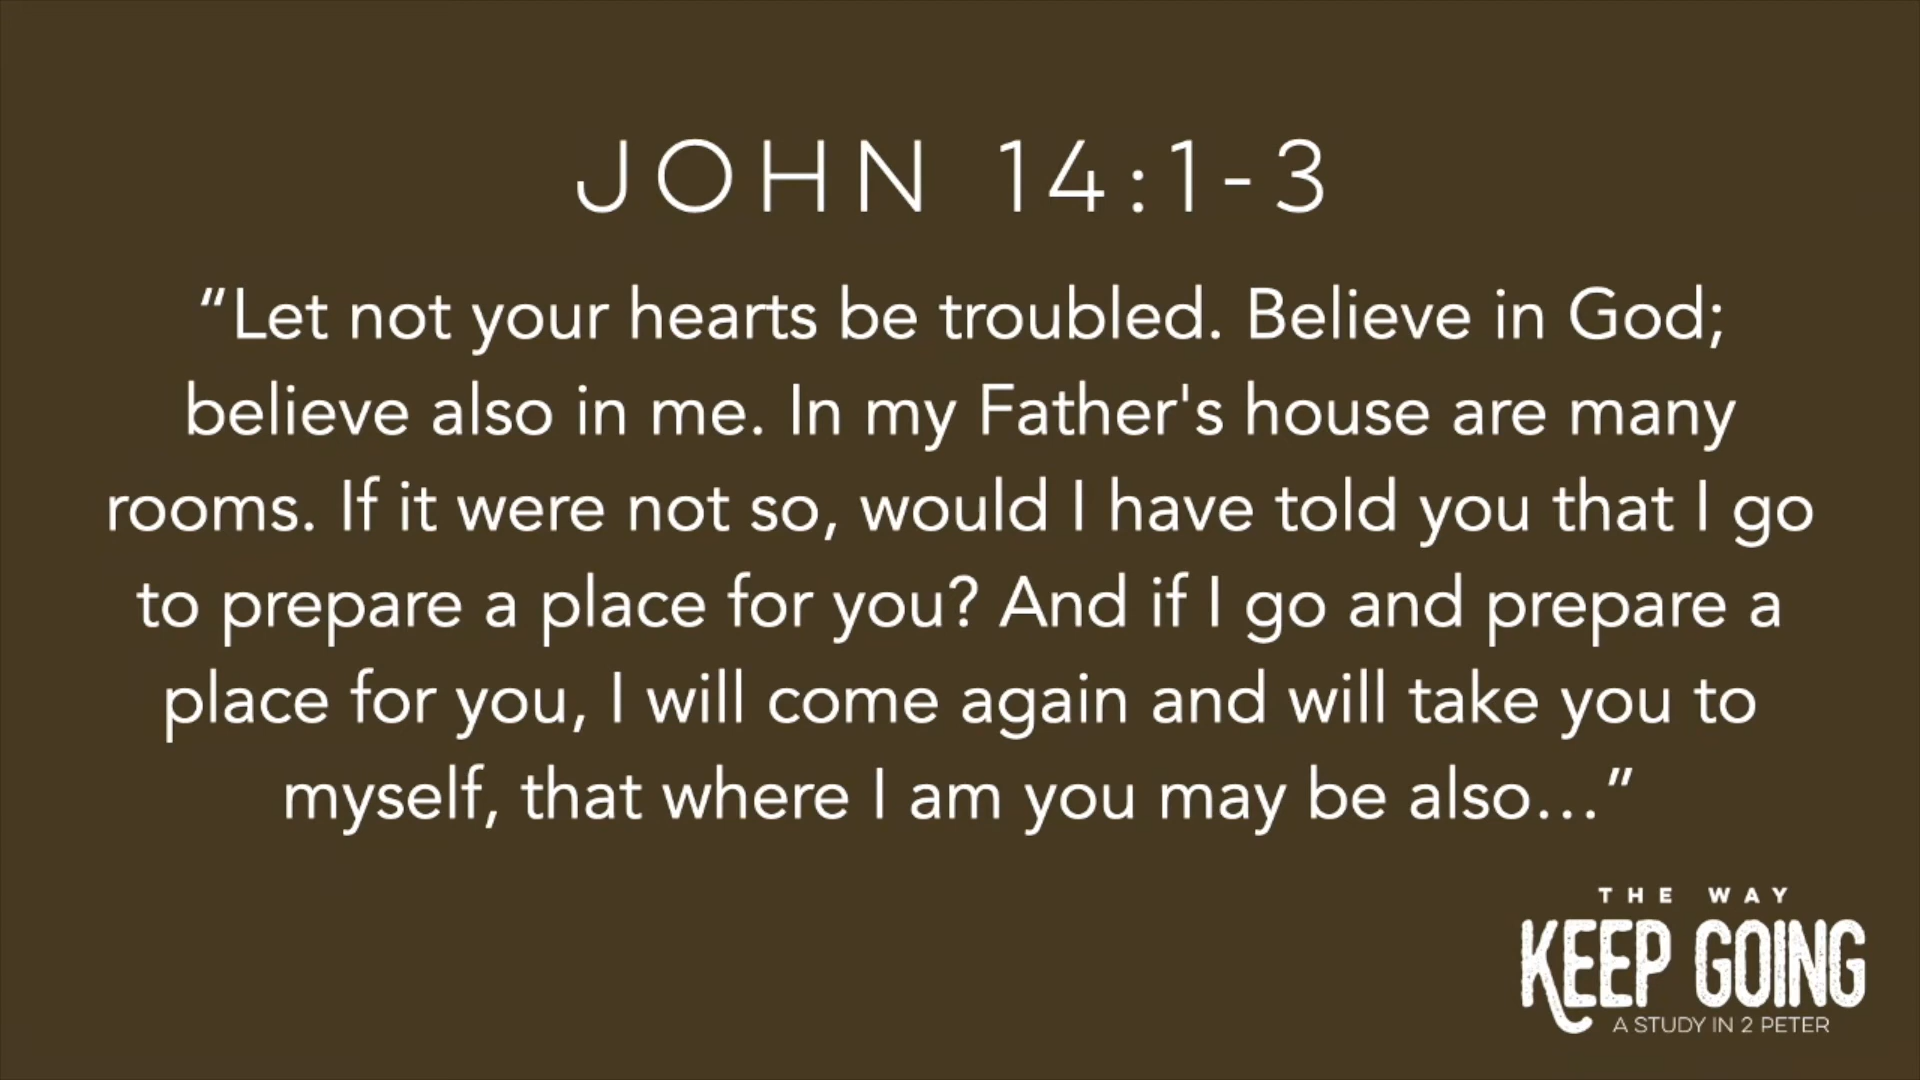 JOHN 14:1-3
“Let not your hearts be troubled. Believe in God;
believe also in me. In my Father's house are many
rooms. If it were not so, would I have told you that I go
to prepare a place for you? And if I go and prepare a
place for you, I will come again and will take you to
myself, that where I am you may be also…”
THE WAY
KEEP GOING
A STUDY IN 2 PETER